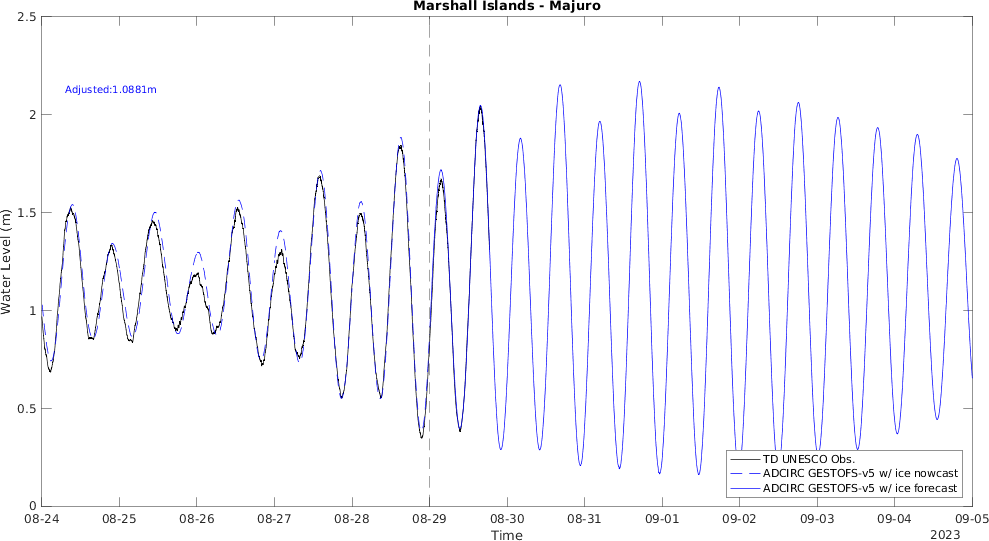 Marshall Islands - Majuro
2.5
Adjusted:1.0881m
2
1.5
Water Level (m)
1
0.5
TD UNESCO Obs.
ADCIRC GESTOFS-v5 w/ ice nowcast
ADCIRC GESTOFS-v5 w/ ice forecast
0
08-24 08-25 08-26 08-27 08-28 08-29 08-30 08-31 09-01 09-02 09-03 09-04 09-05
Time
2023